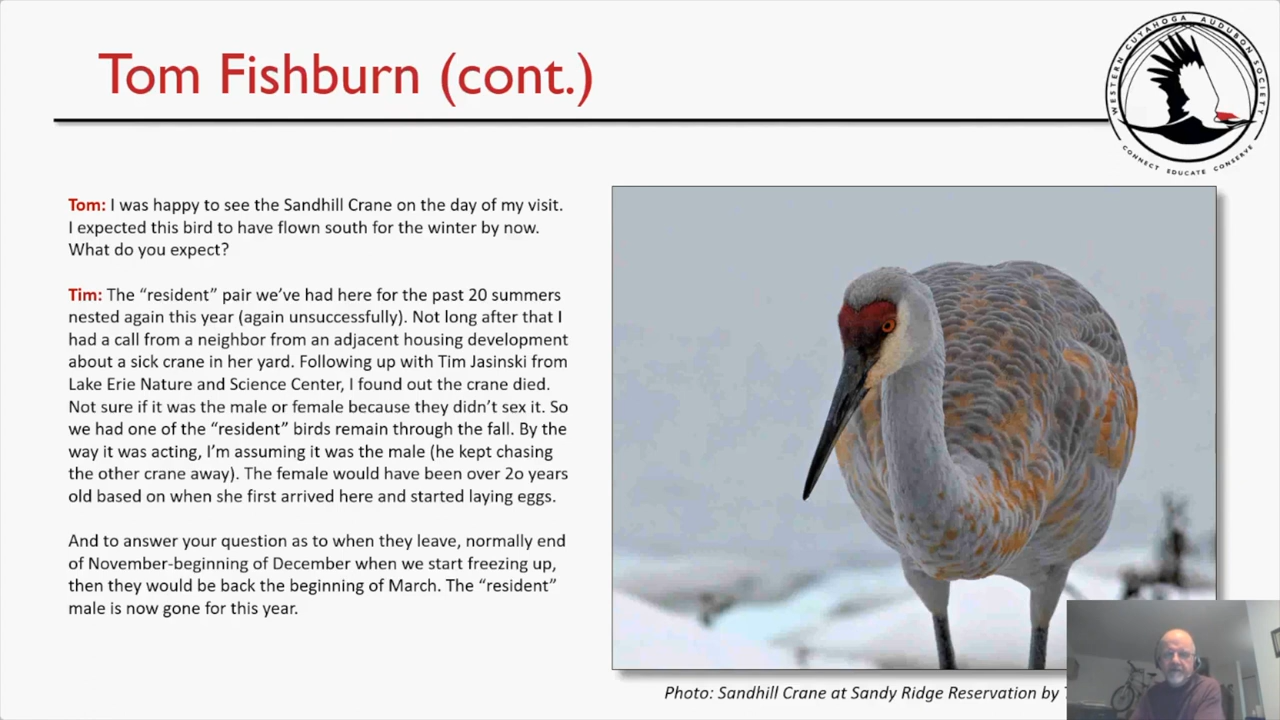 Tom Fishburn (cont.)
WESTERN CUYAHOGA AUDUBON SOCIETY
CONNECT EDUCATE CONSERVE
Tom: I was happy to see the Sandhill Crane on the day of my visit.
I expected this bird to have flown south for the winter by now.
What do you expect?
Tim: The “resident” pair we’ve had here for the past 20 summers
nested again this year (again unsuccessfully). Not long after that I
had a call from a neighbor from an adjacent housing development
about a sick crane in her yard. Following up with Tim Jasinski from
Lake Erie Nature and Science Center, I found out the crane died.
Not sure if it was the male or female because they didn’t sex it. So
we had one of the “resident” birds remain through the fall. By the
way it was acting, I’m assuming it was the male (he kept chasing
the other crane away). The female would have been over 2o years
old based on when she first arrived here and started laying eggs.
And to answer your question as to when they leave, normally end
of November-beginning of December when we start freezing up,
then they would be back the beginning of March. The “resident”
male is now gone for this year.
Photo: Sandhill Crane at Sandy Ridge Reservation by